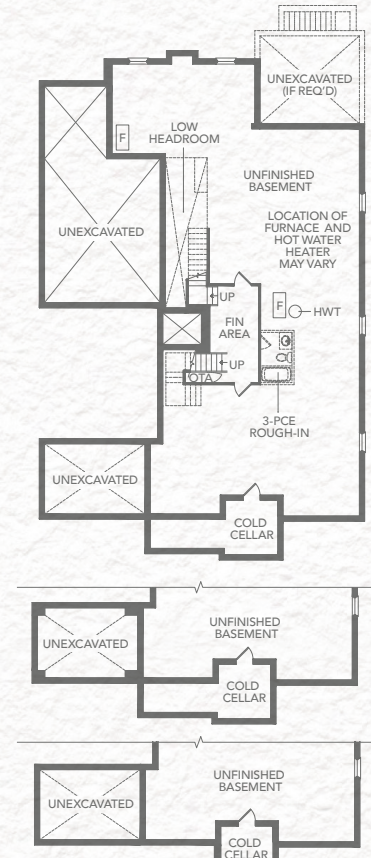 UNEXCAVATED
(IF REQ'D)
LOW
HEADROOM
F
UNFINISHED
BASEMENT
UNEXCAVATED
LOCATION OF
FURNACE AND
HOT WATER
HEATER
MAY VARY
UP
F
HWT
FIN
AREA
UP
OTA
3-PCE
ROUGH-IN
UNEXCAVATED
COLD
CELLAR
UNFINISHED
BASEMENT
UNEXCAVATED
COLD
CELLAR
UNFINISHED
BASEMENT
UNEXCAVATED
COLD
CELLAR